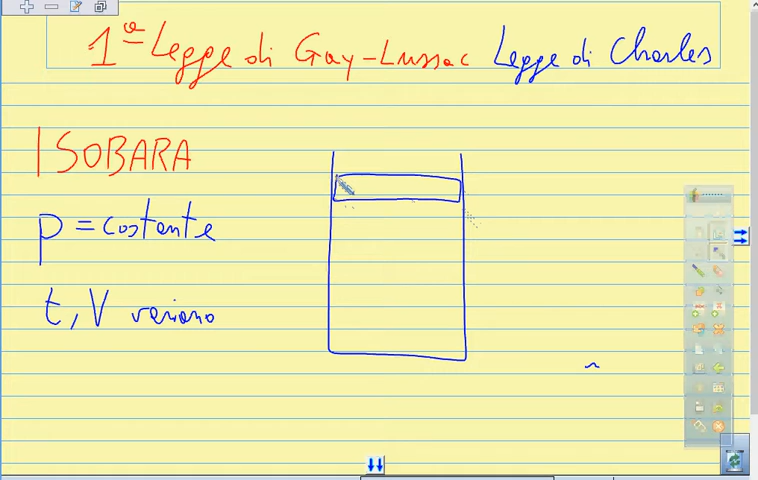 1ª Legge di Gay-Lussac Legge di Charles
ISOBARA
p = costante
t, V variano